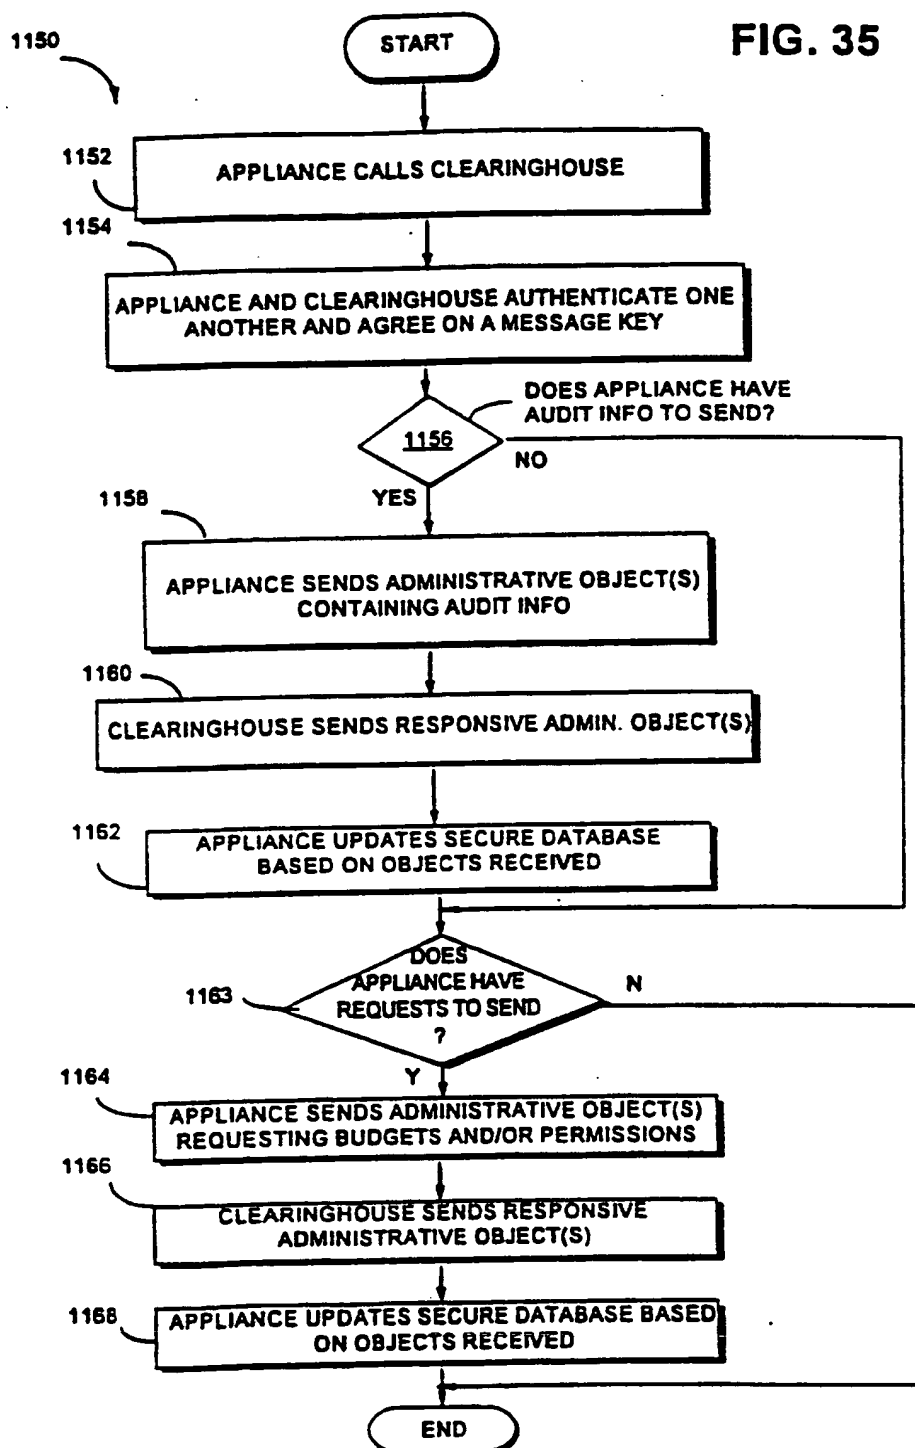 FIG. 35
1150
START
1152
APPLIANCE CALLS CLEARINGHOUSE
1154
APPLIANCE AND CLEARINGHOUSE AUTHENTICATE ONE
ANOTHER AND AGREE ON A MESSAGE KEY
DOES APPLIANCE HAVE
AUDIT INFO TO SEND?
1156
NO
YES
1158
APPLIANCE SENDS ADMINISTRATIVE OBJECT(S)
CONTAINING AUDIT INFO
1160
CLEARINGHOUSE SENDS RESPONSIVE ADMIN. OBJECT(S)
1162
APPLIANCE UPDATES SECURE DATABASE
BASED ON OBJECTS RECEIVED
1163
DOES
APPLIANCE HAVE
REQUESTS TO SEND
?
N
Y
1164
APPLIANCE SENDS ADMINISTRATIVE OBJECT(S)
REQUESTING BUDGETS AND/OR PERMISSIONS
1166
CLEARINGHOUSE SENDS RESPONSIVE
ADMINISTRATIVE OBJECT(S)
1168
APPLIANCE UPDATES SECURE DATABASE BASED
ON OBJECTS RECEIVED
END